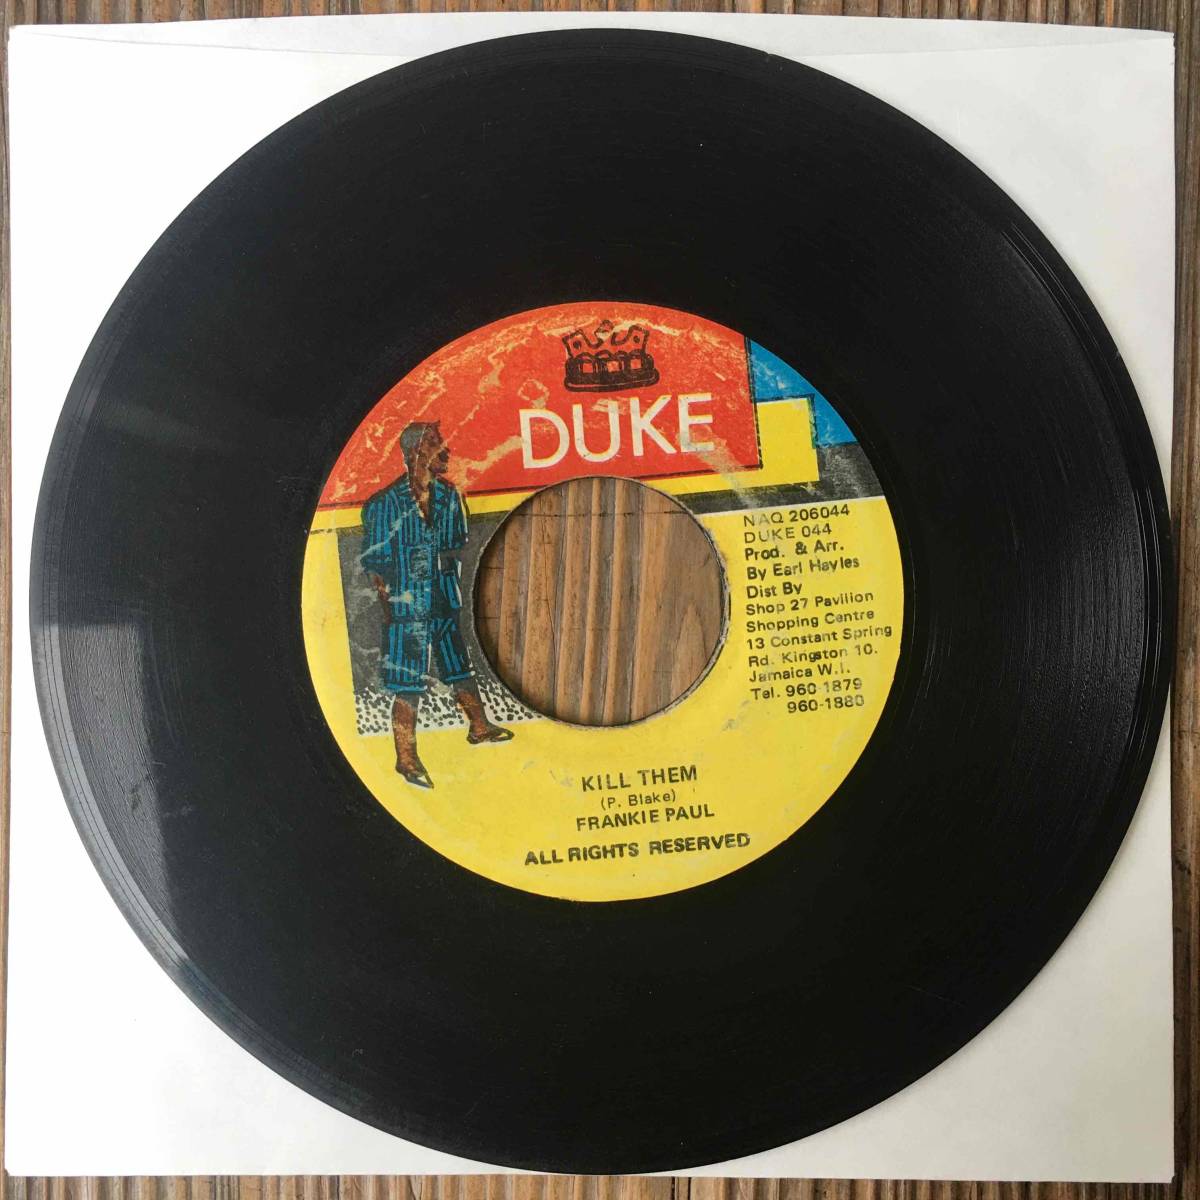 DUKE
NAQ 206044
DUKE 044
Prod. & Arr.
By Earl Hayles
Dist By
Shop 27 Pavilion
Shopping Centre
13 Constant Spring
Rd. Kingston 10.
Jamaica W.I.
Tel. 960-1879
960-1880
KILL THEM
(P. Blake)
FRANKIE PAUL
ALL RIGHTS RESERVED